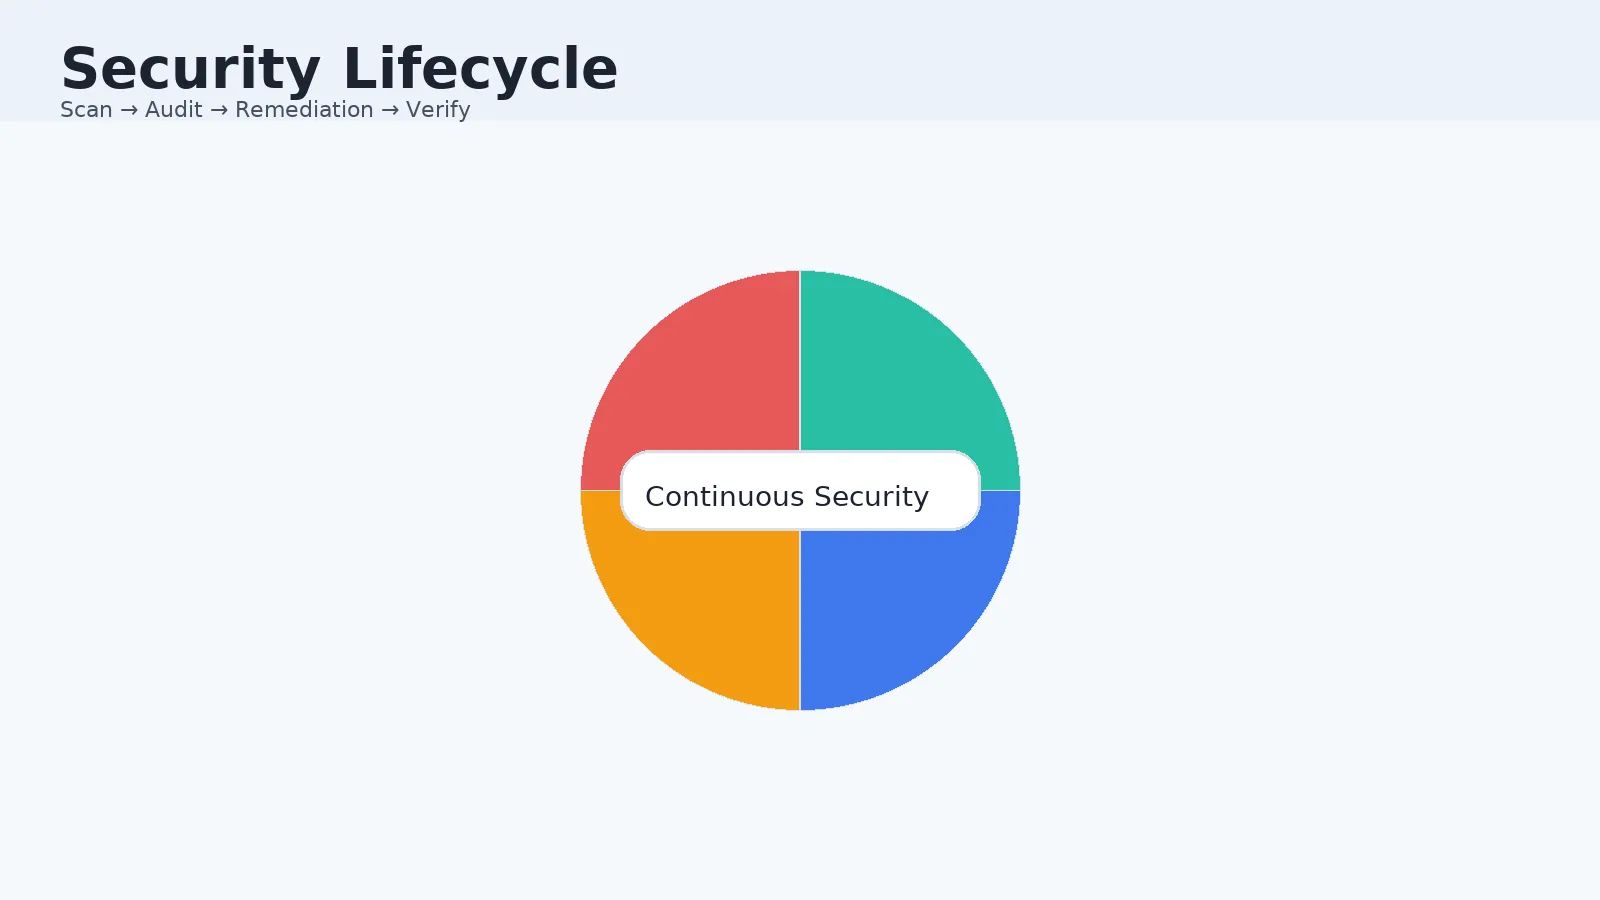 Security Lifecycle
Scan → Audit → Remediation → Verify
Continuous Security